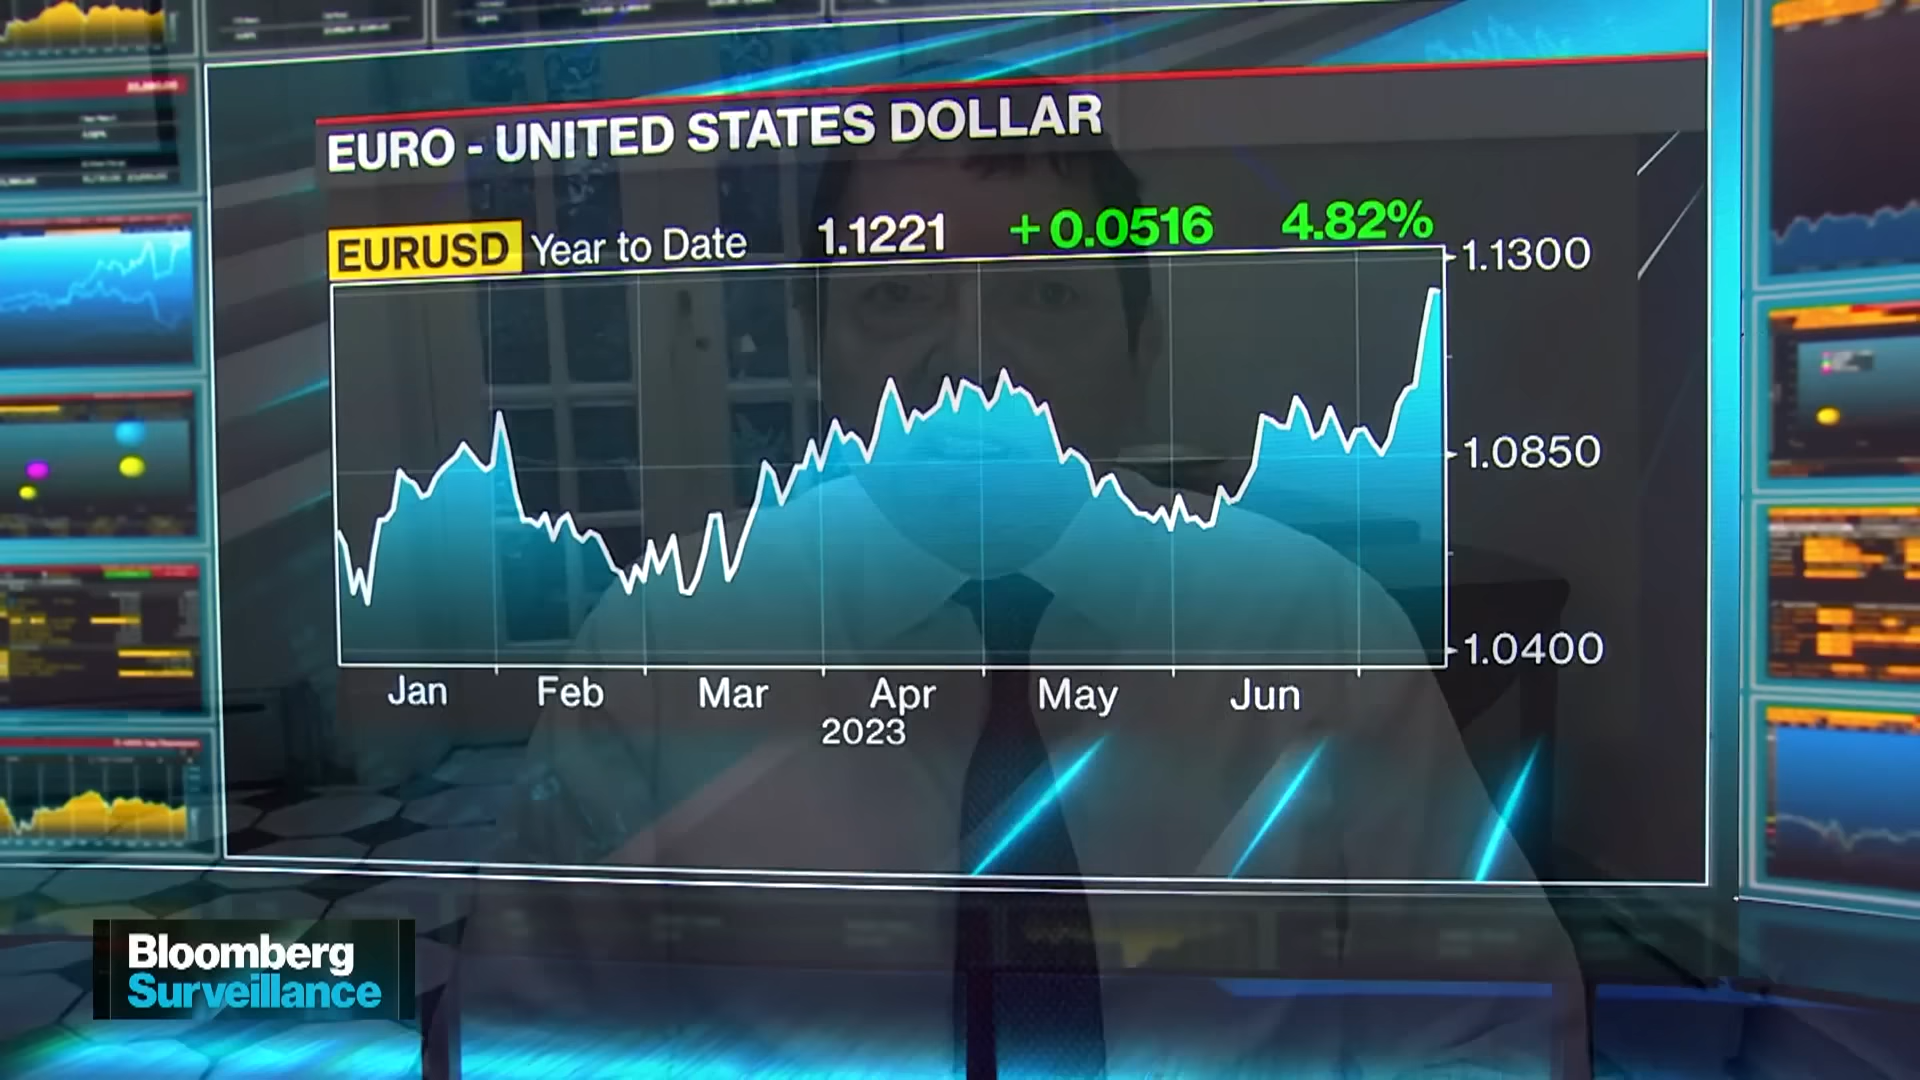 EURO - UNITED STATES DOLLAR
EURUSD Year to Date 1.1221 +0.0516 4.82%
1.1300
1.0850
1.0400
Jan Feb Mar Apr May Jun
2023
Bloomberg
Surveillance